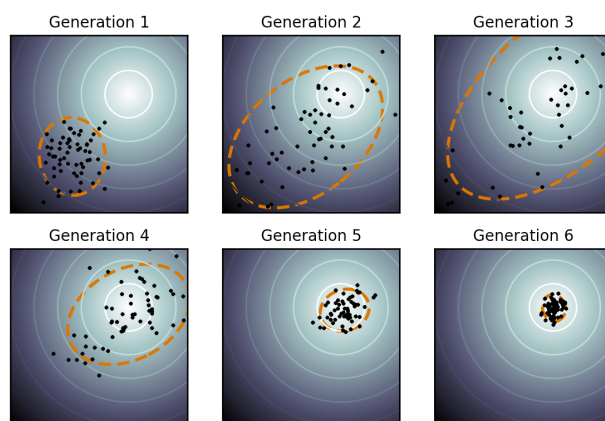 Generation 1
Generation 2
Generation 3
Generation 4
Generation 5
Generation 6